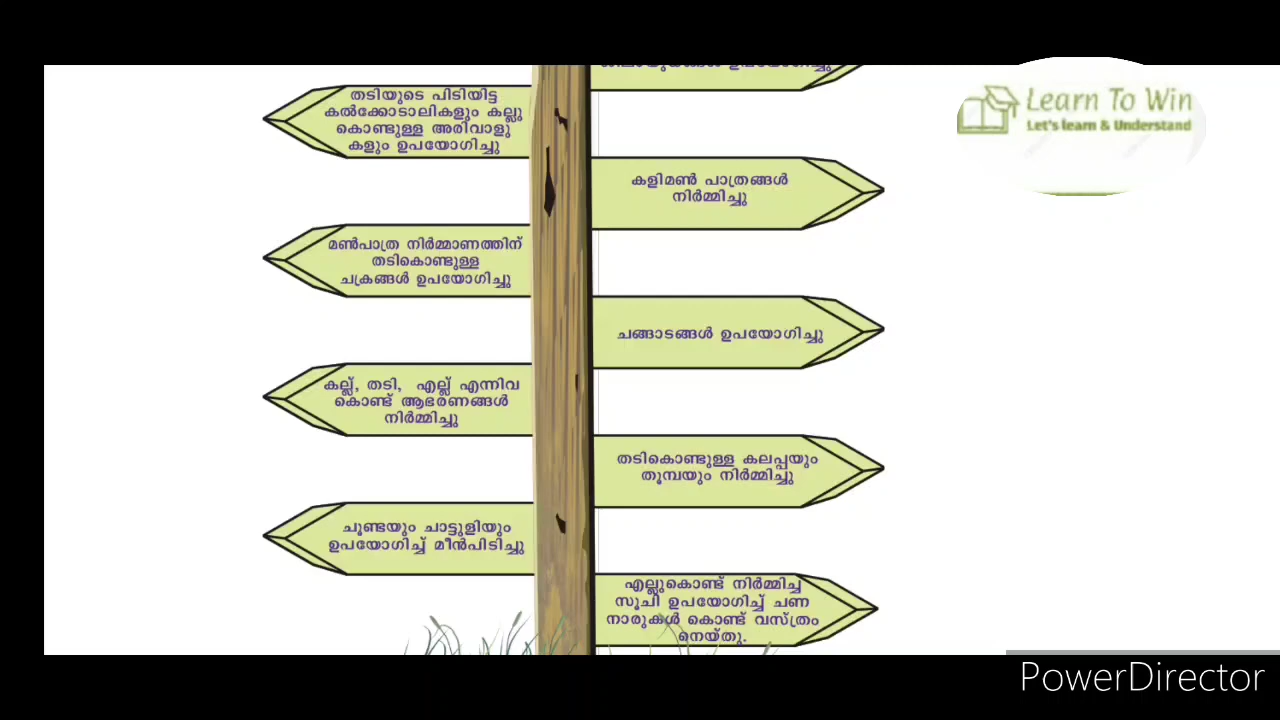 ഉപയോഗിച്ചു
തടിയുടെ പിടിയിട്ട
കൽക്കോടാലികളും കല്ലു
കൊണ്ടുള്ള അരിവാളു
കളും ഉപയോഗിച്ചു
കളിമൺ പാത്രങ്ങൾ
നിർമ്മിച്ചു
മൺപാത്ര നിർമ്മാണത്തിന്
തടികൊണ്ടുള്ള
ചക്രങ്ങൾ ഉപയോഗിച്ചു
ചങ്ങാടങ്ങൾ ഉപയോഗിച്ചു
കല്ല്, തടി, എല്ല് എന്നിവ
കൊണ്ട് ആഭരണങ്ങൾ
നിർമ്മിച്ചു
തടികൊണ്ടുള്ള കലപ്പയും
തൂമ്പയും നിർമ്മിച്ചു
ചൂണ്ടയും ചാട്ടുളിയും
ഉപയോഗിച്ച് മീൻപിടിച്ചു
എല്ലുകൊണ്ട് നിർമ്മിച്ച
സൂചി ഉപയോഗിച്ച് ചണ
നാരുകൾ കൊണ്ട് വസ്ത്രം
നെയ്തു.
Learn To Win
Let's learn & Understand
PowerDirector